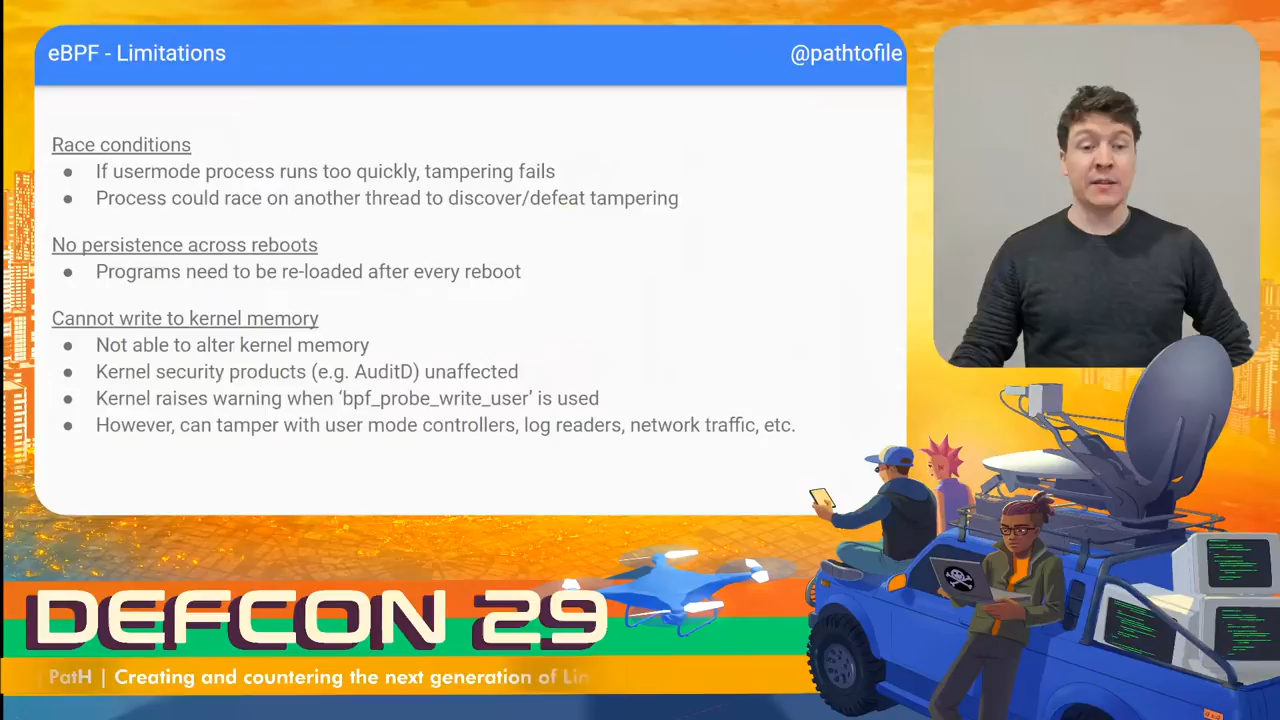 eBPF - Limitations
@pathtofile
Race conditions
● If usermode process runs too quickly, tampering fails
● Process could race on another thread to discover/defeat tampering
No persistence across reboots
● Programs need to be re-loaded after every reboot
Cannot write to kernel memory
● Not able to alter kernel memory
● Kernel security products (e.g. AuditD) unaffected
● Kernel raises warning when ‘bpf_probe_write_user’ is used
● However, can tamper with user mode controllers, log readers, network traffic, etc.
DEFCON 29
PatH | Creating and countering the next generation of Lin